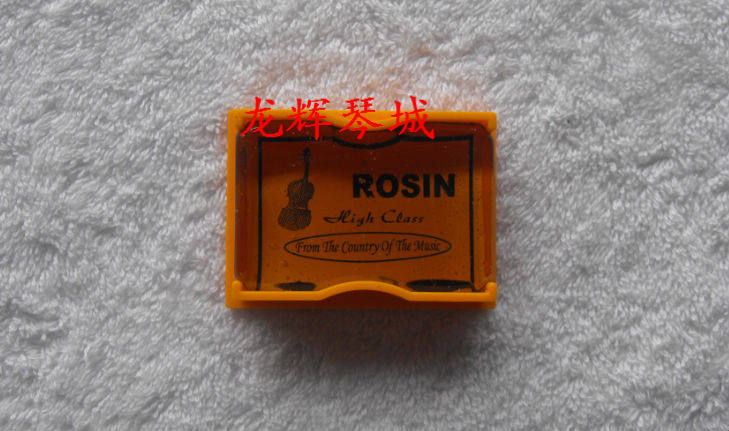 龙辉琴城
ROSIN
High Class
From The Country Of The Music